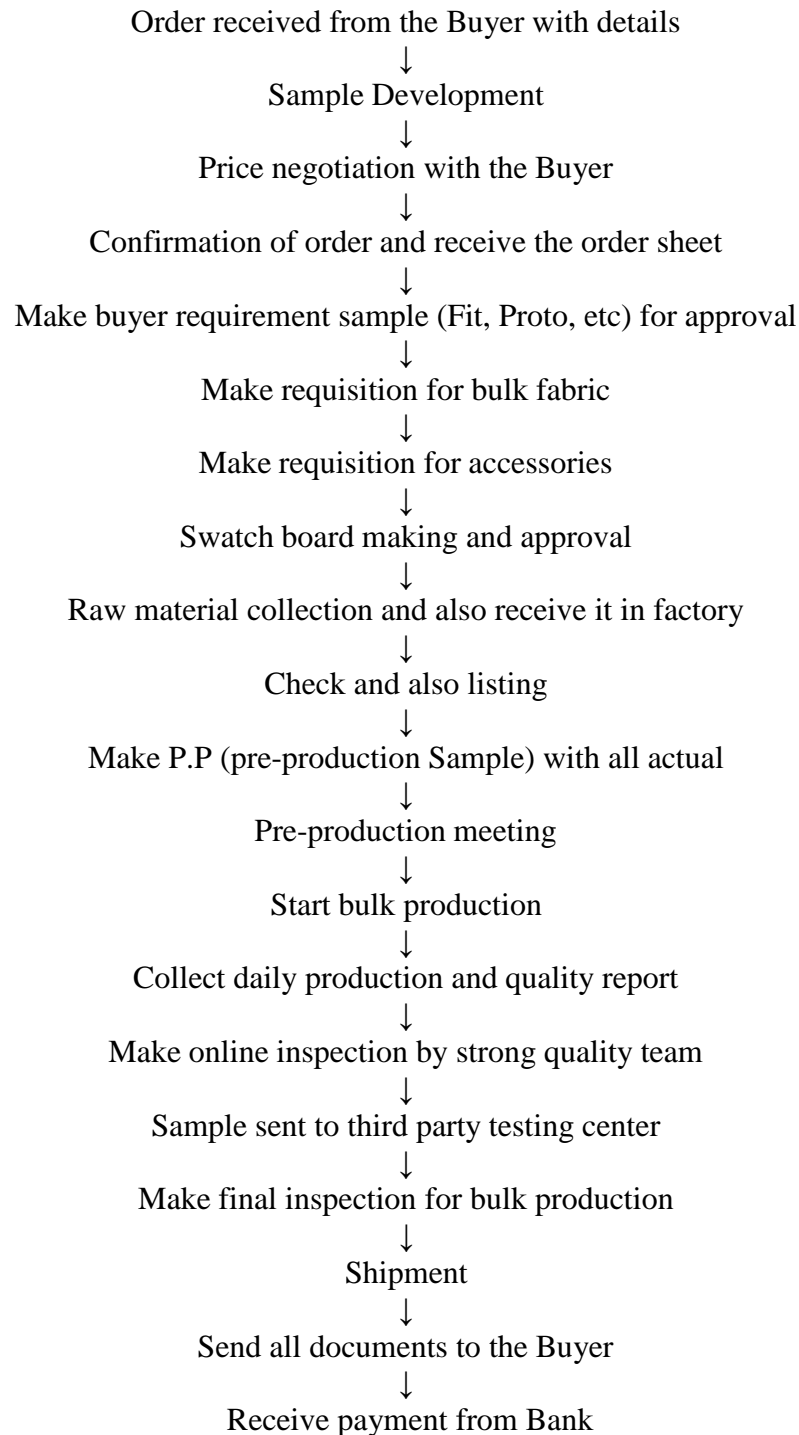 Order received from the Buyer with details
↓
Sample Development
↓
Price negotiation with the Buyer
↓
Confirmation of order and receive the order sheet
↓
Make buyer requirement sample (Fit, Proto, etc) for approval
↓
Make requisition for bulk fabric
↓
Make requisition for accessories
↓
Swatch board making and approval
↓
Raw material collection and also receive it in factory
↓
Check and also listing
↓
Make P.P (pre-production Sample) with all actual
↓
Pre-production meeting
↓
Start bulk production
↓
Collect daily production and quality report
↓
Make online inspection by strong quality team
↓
Sample sent to third party testing center
↓
Make final inspection for bulk production
↓
Shipment
↓
Send all documents to the Buyer
↓
Receive payment from Bank